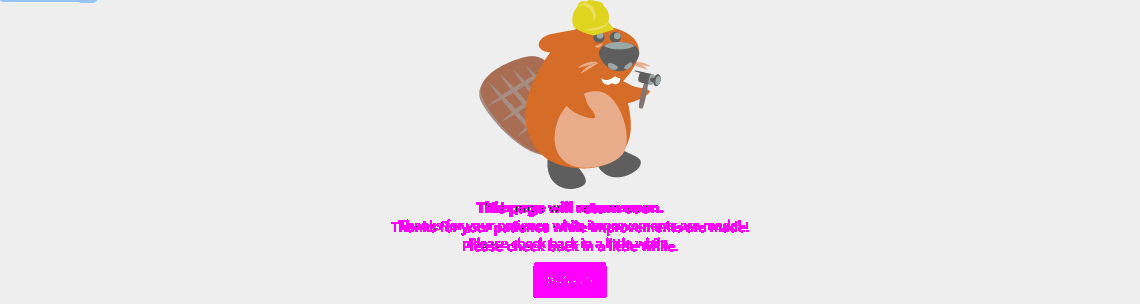 This page will return soon.
Thanks for your patience while improvements are made!
Please check back in a little while.